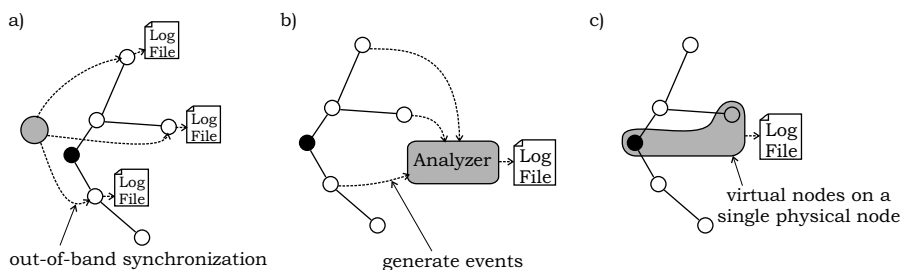 a)
Log
File
Log
File
Log
File
out-of-band synchronization
b)
Analyzer
Log
File
generate events
c)
Log
File
virtual nodes on a
single physical node